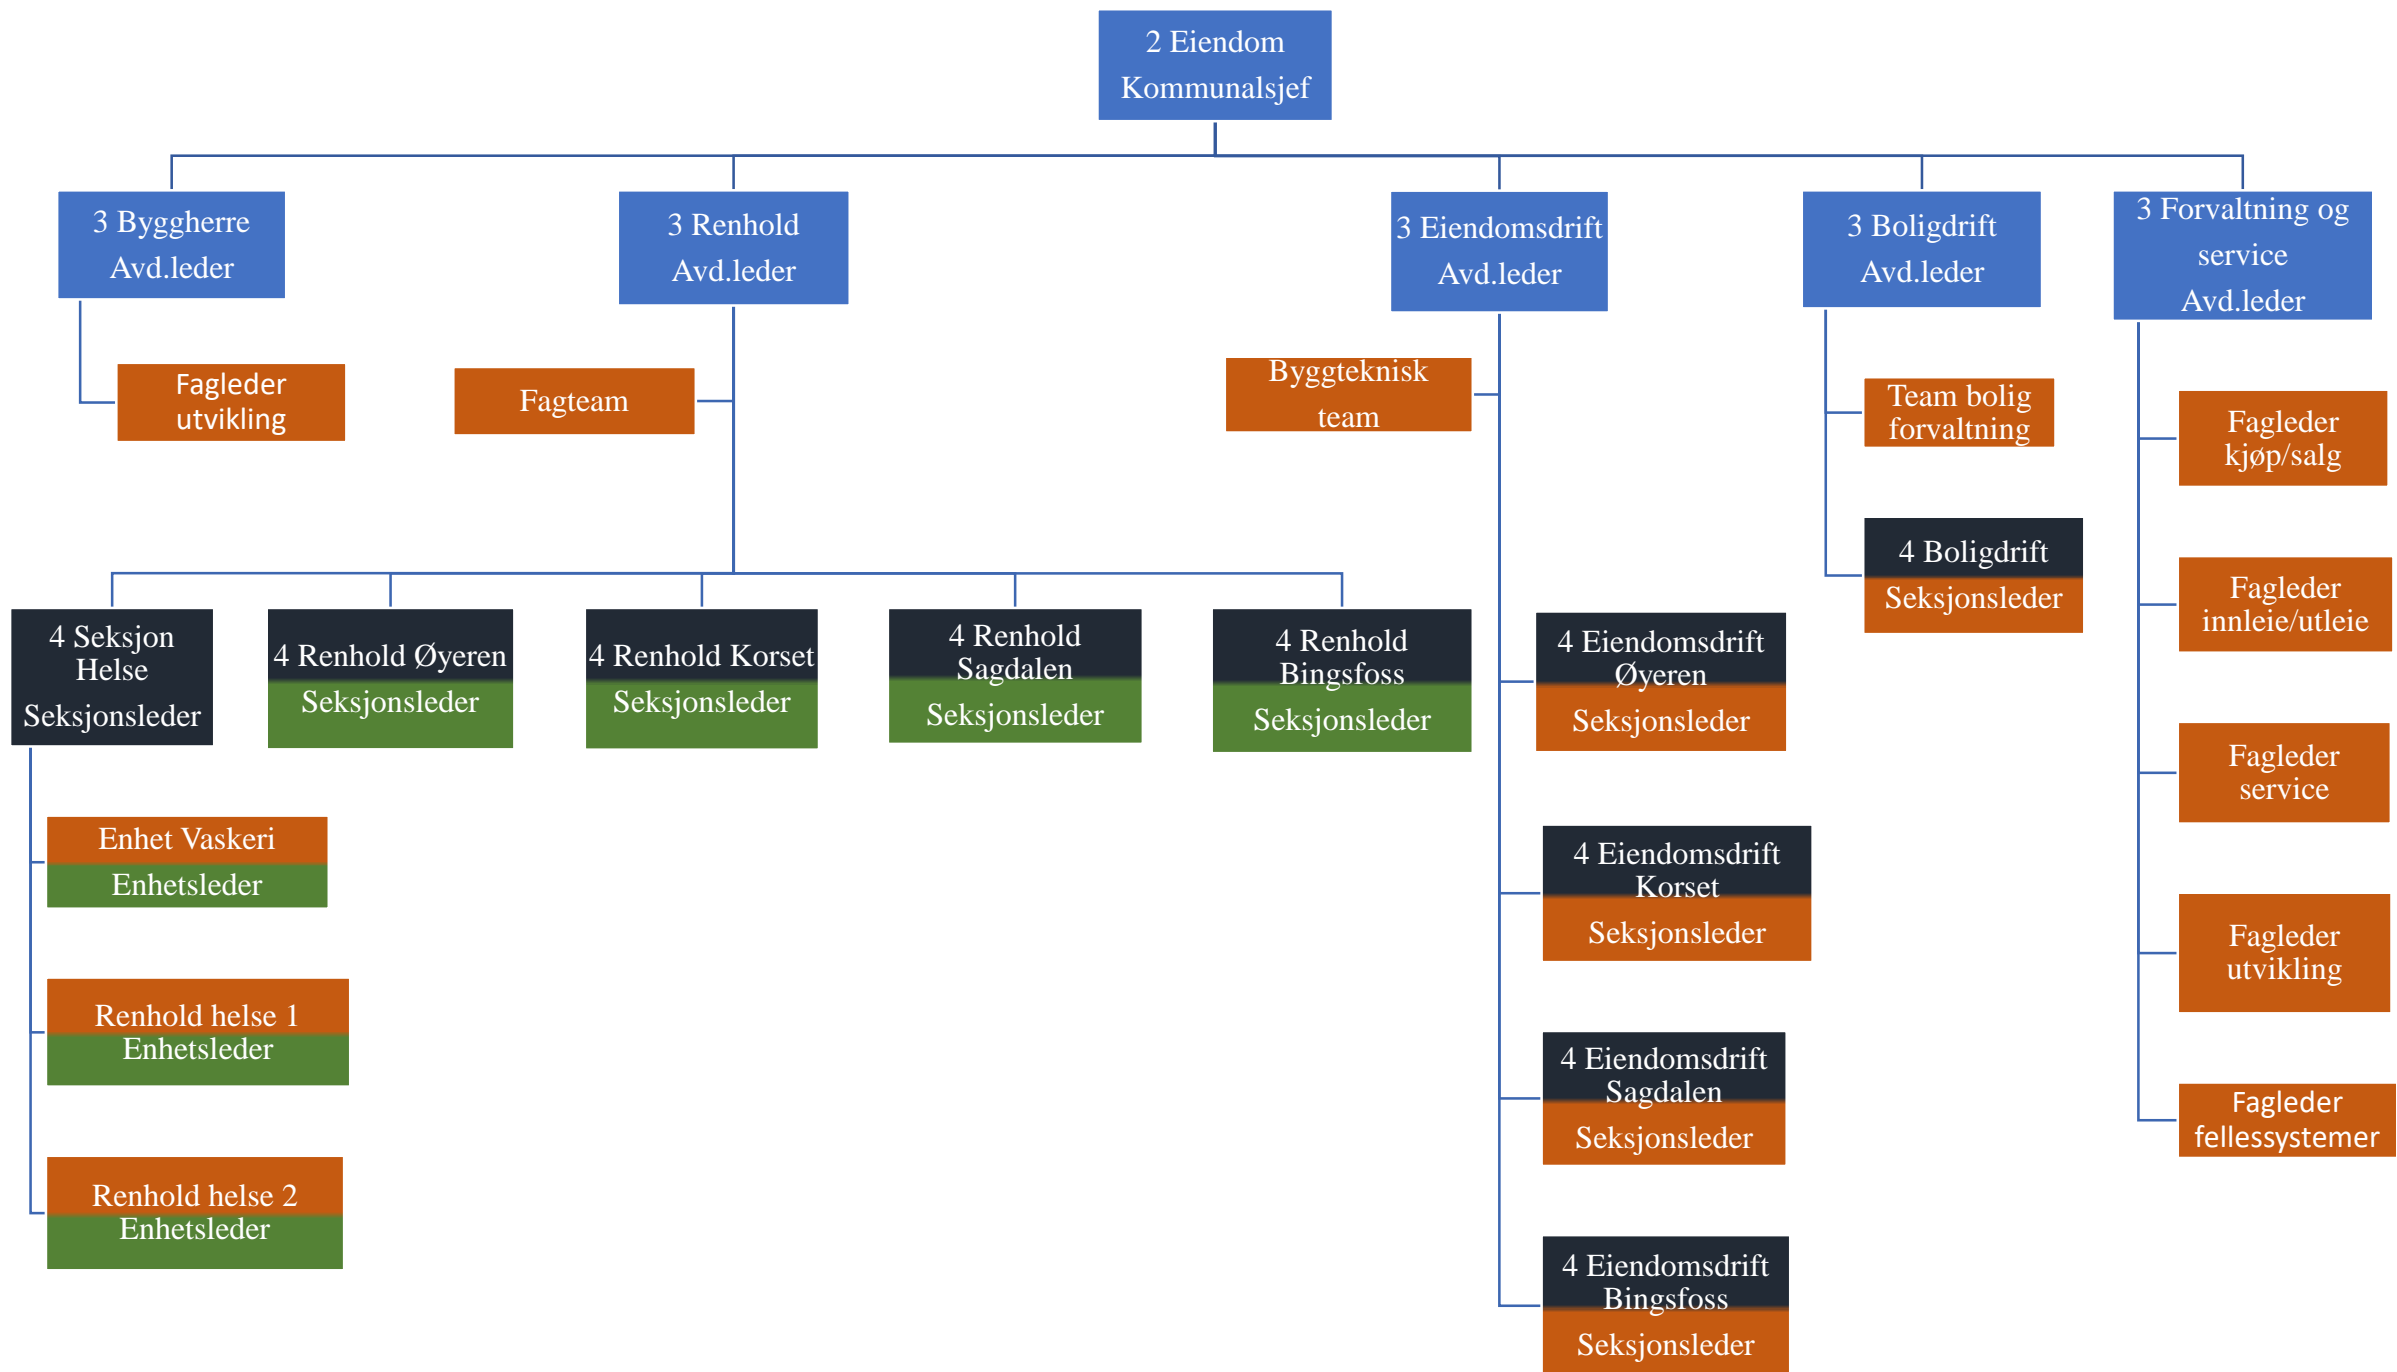 2 Eiendom
Kommunalsjef
3 Byggherre
Avd.leder
3 Renhold
Avd.leder
3 Eiendomsdrift
Avd.leder
3 Boligdrift
Avd.leder
3 Forvaltning og
service
Avd.leder
Fagleder
utvikling
Fagteam
Byggteknisk
team
Team bolig
forvaltning
Fagleder
kjøp/salg
4 Boligdrift
Seksjonsleder
Fagleder
innleie/utleie
4 Seksjon
Helse
Seksjonsleder
4 Renhold Øyeren
Seksjonsleder
4 Renhold Korset
Seksjonsleder
4 Renhold
Sagdalen
Seksjonsleder
4 Renhold
Bingsfoss
Seksjonsleder
4 Eiendomsdrift
Øyeren
Seksjonsleder
Fagleder
service
Enhet Vaskeri
Enhetsleder
4 Eiendomsdrift
Korset
Seksjonsleder
Fagleder
utvikling
Renhold helse 1
Enhetsleder
4 Eiendomsdrift
Sagdalen
Seksjonsleder
Fagleder
fellessystemer
Renhold helse 2
Enhetsleder
4 Eiendomsdrift
Bingsfoss
Seksjonsleder